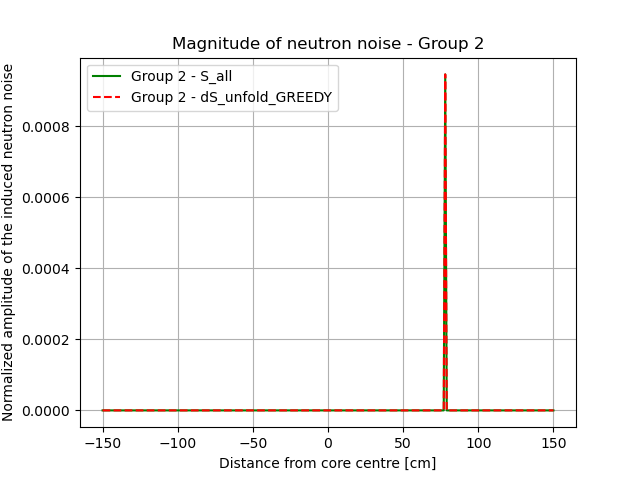 Magnitude of neutron noise - Group 2
Group 2 - S_all
Group 2 - dS_unfold_GREEDY
Normalized amplitude of the induced neutron noise
0.0008
0.0006
0.0004
0.0002
0.0000
−150 −100 −50 0 50 100 150
Distance from core centre [cm]